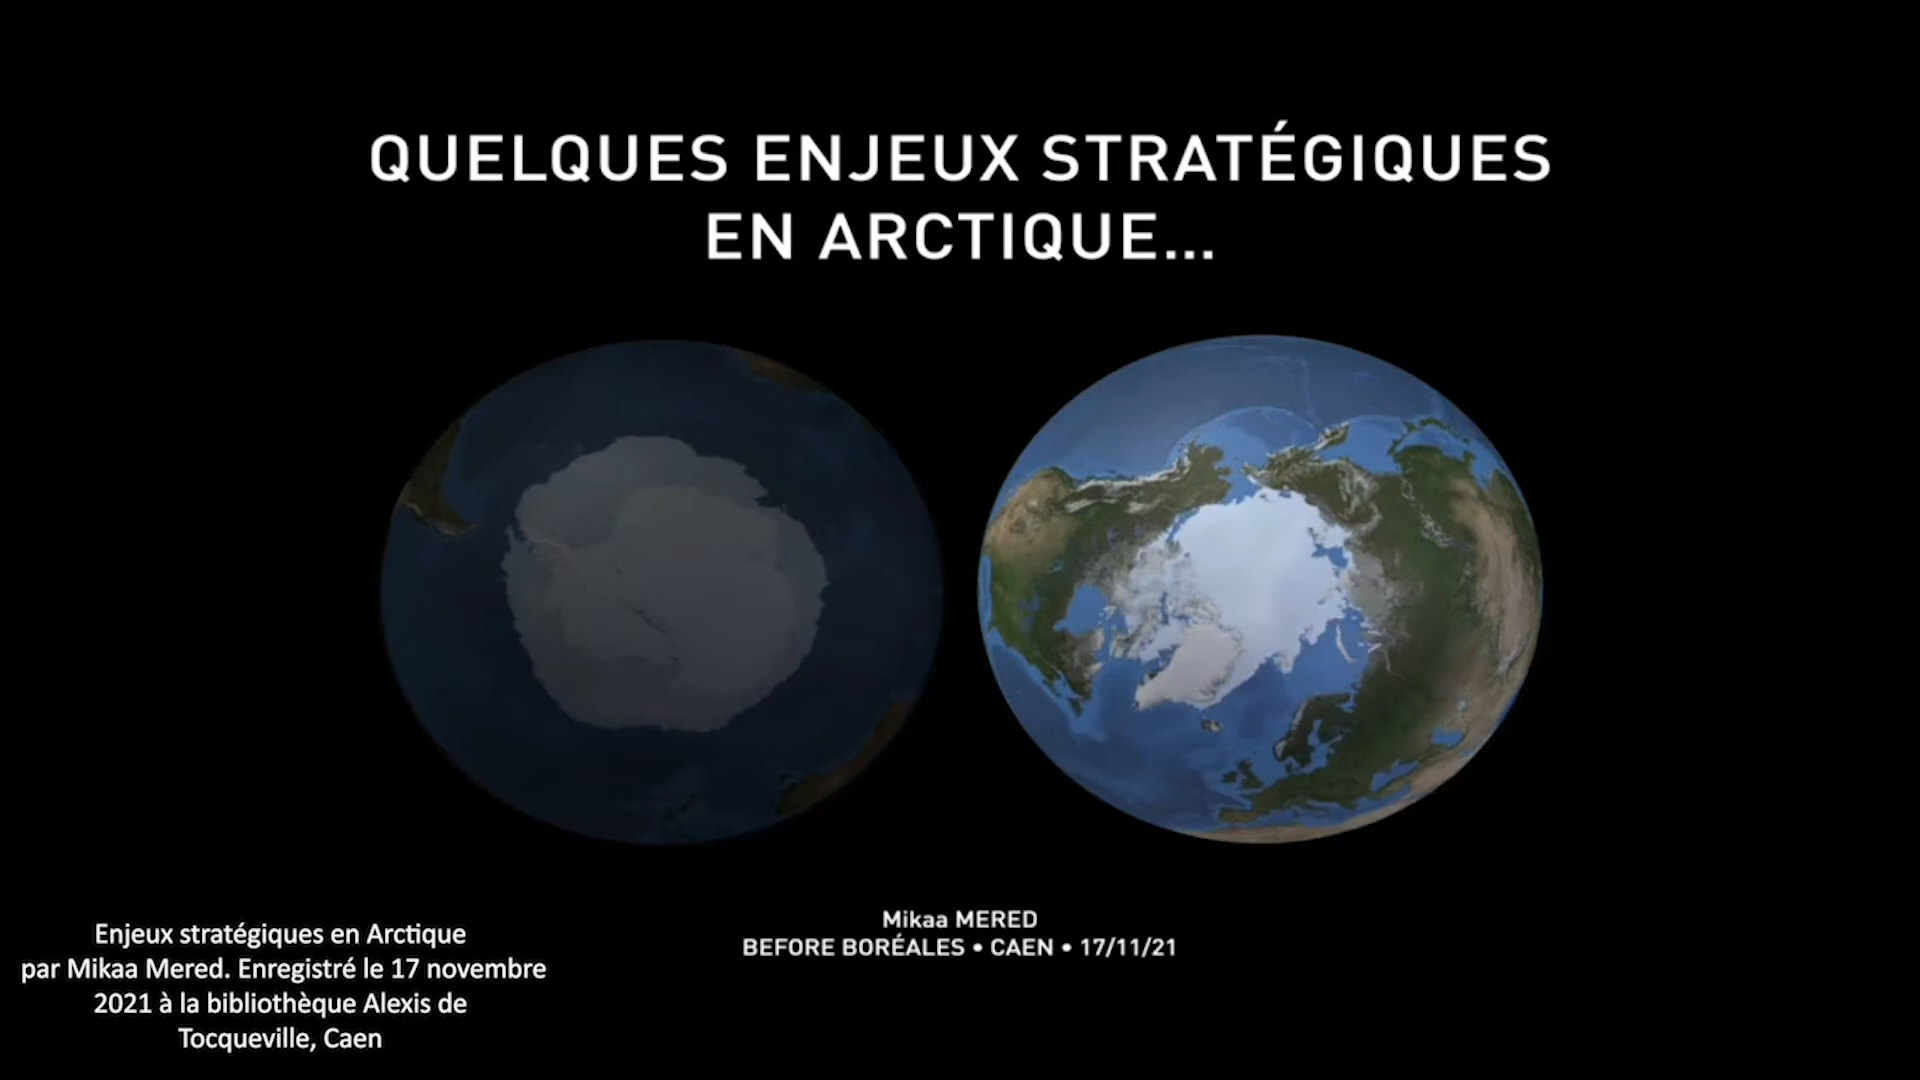 QUELQUES ENJEUX STRATÉGIQUES
EN ARCTIQUE...
Mikaa MERED
BEFORE BORÉALES • CAEN • 17/11/21
Enjeux stratégiques en Arctique
par Mikaa Mered. Enregistré le 17 novembre
2021 à la bibliothèque Alexis de
Tocqueville, Caen